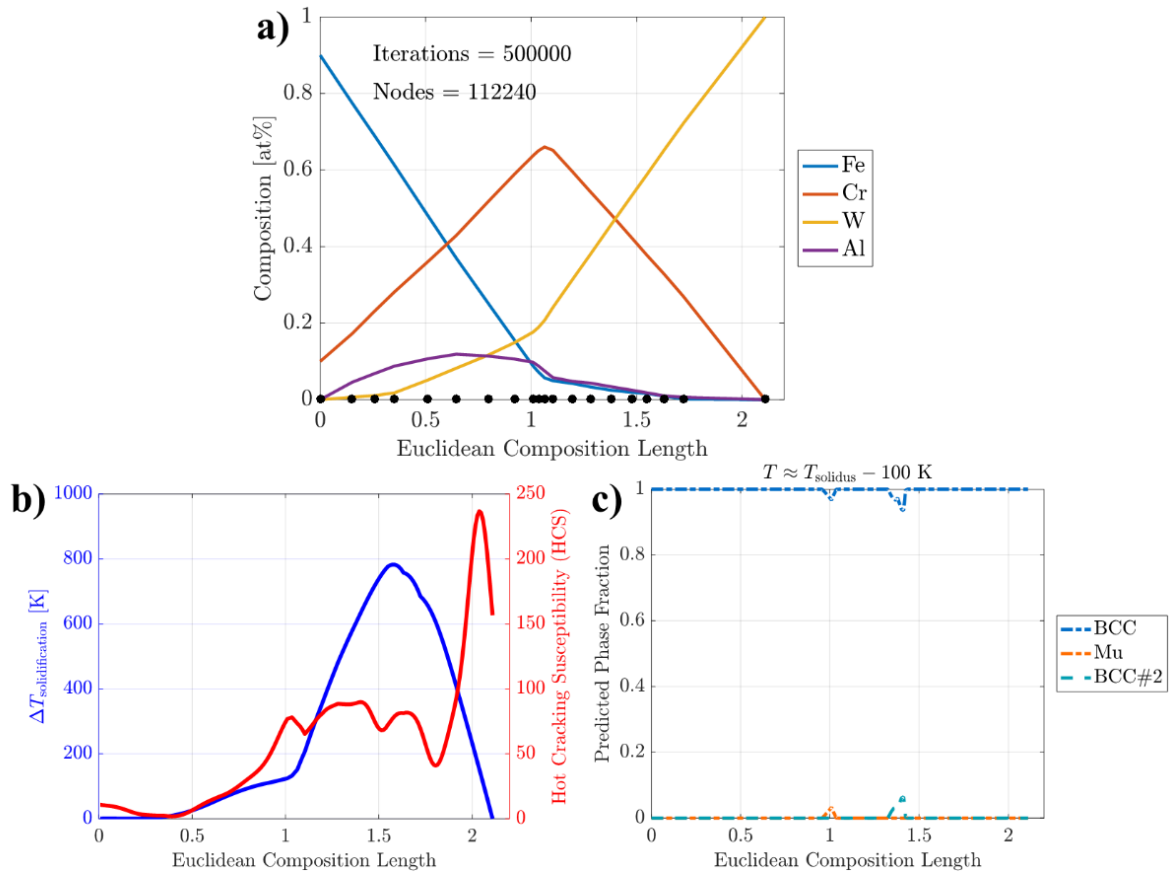 a)
Iterations = 500000
Nodes = 112240
Composition [at%]
1
0.8
0.6
0.4
0.2
0
0 0.5 1 1.5 2
Euclidean Composition Length
Fe
Cr
W
Al
b)
ΔT_solidification [K]
1000
800
600
400
200
0
250
200
150
100
50
0
Hot Cracking Susceptibility (HCS)
0 0.5 1 1.5 2
Euclidean Composition Length
T ≈ T_solidus − 100 K
c)
Predicted Phase Fraction
1
0.8
0.6
0.4
0.2
0
0 0.5 1 1.5 2
Euclidean Composition Length
BCC
Mu
BCC#2